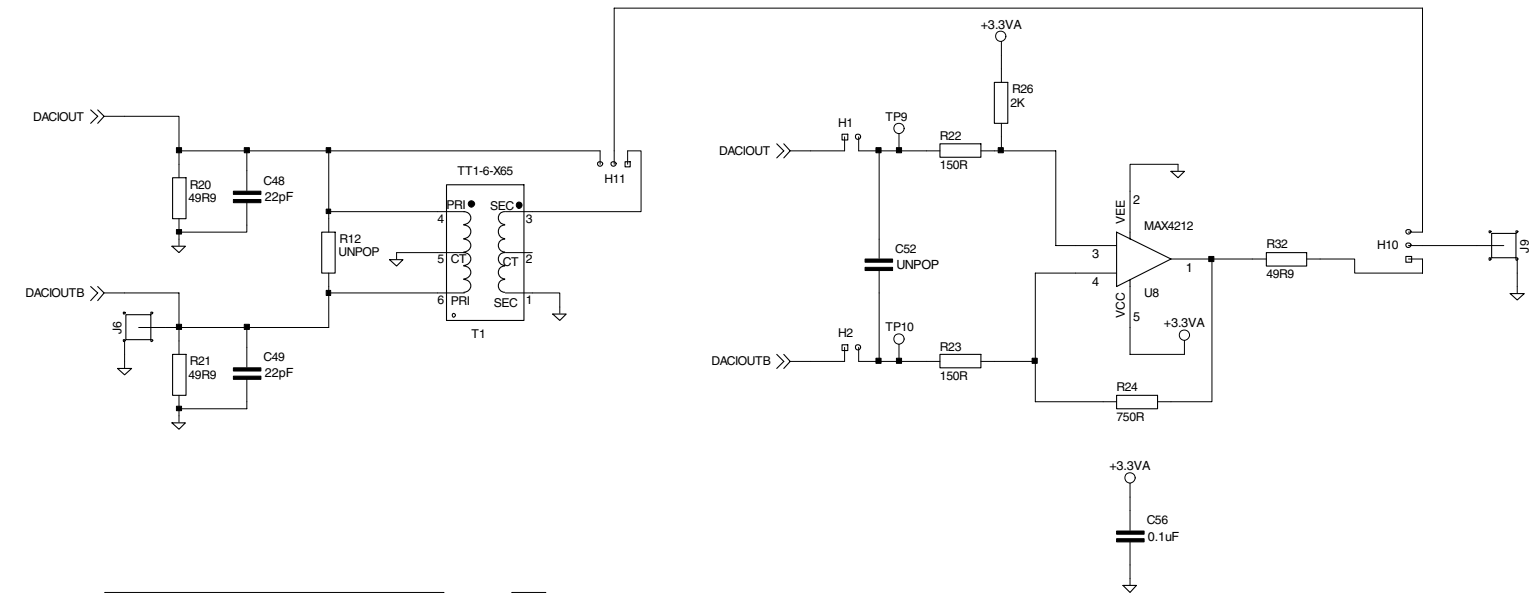 +3.3VA
R26
2K
DACIOUT
H1
TP9
R22
150R
DACIOUT
H11
TT1-6-X65
R20
49R9
C48
22pF
PRI
SEC
4
3
R12
UNPOP
5
CT
CT
2
6
PRI
SEC
1
T1
DACIOUTB
J6
R21
49R9
C49
22pF
C52
UNPOP
2
VEE
MAX4212
3
4
1
U8
VCC
5
+3.3VA
R32
49R9
H10
J9
DACIOUTB
H2
TP10
R23
150R
R24
750R
+3.3VA
C56
0.1uF